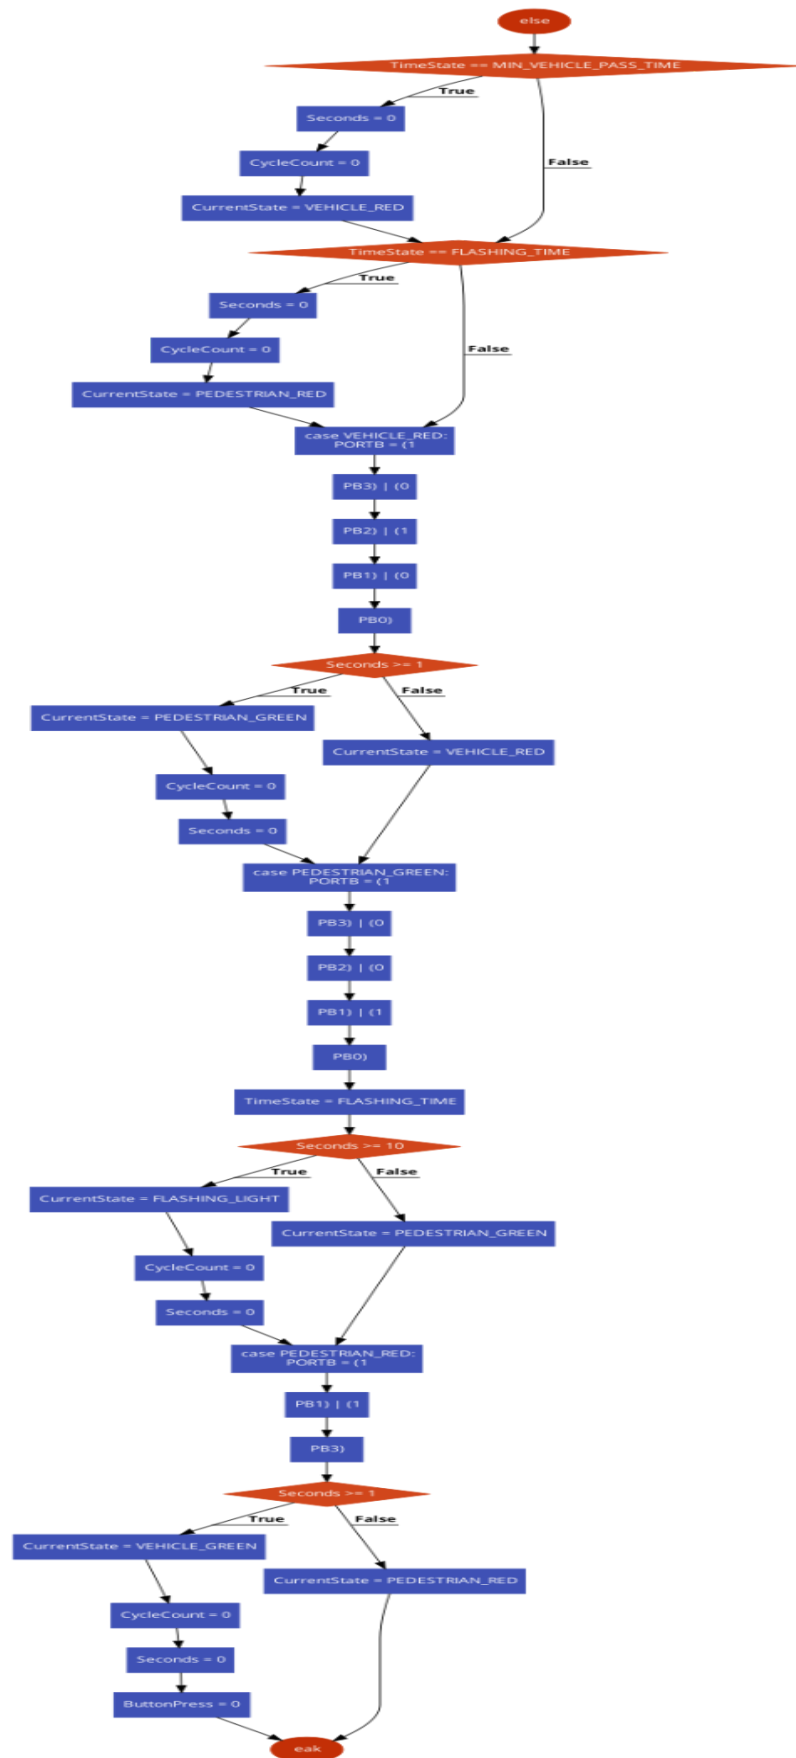 else
TimeState == MIN_VEHICLE_PASS_TIME
True
Seconds = 0
CycleCount = 0
False
CurrentState = VEHICLE_RED
TimeState == FLASHING_TIME
True
Seconds = 0
False
CycleCount = 0
CurrentState = PEDESTRIAN_RED
case VEHICLE_RED:
PORTB = (1
PB3) | (0
PB2) | (1
PB1) | (0
PB0)
Seconds >= 1
True
False
CurrentState = PEDESTRIAN_GREEN
CurrentState = VEHICLE_RED
CycleCount = 0
Seconds = 0
case PEDESTRIAN_GREEN:
PORTB = (1
PB3) | (0
PB2) | (0
PB1) | (1
PB0)
TimeState = FLASHING_TIME
Seconds >= 10
True
False
CurrentState = FLASHING_LIGHT
CurrentState = PEDESTRIAN_GREEN
CycleCount = 0
Seconds = 0
case PEDESTRIAN_RED:
PORTB = (1
PB1) | (1
PB3)
Seconds >= 1
True
False
CurrentState = VEHICLE_GREEN
CurrentState = PEDESTRIAN_RED
CycleCount = 0
Seconds = 0
ButtonPress = 0
eak